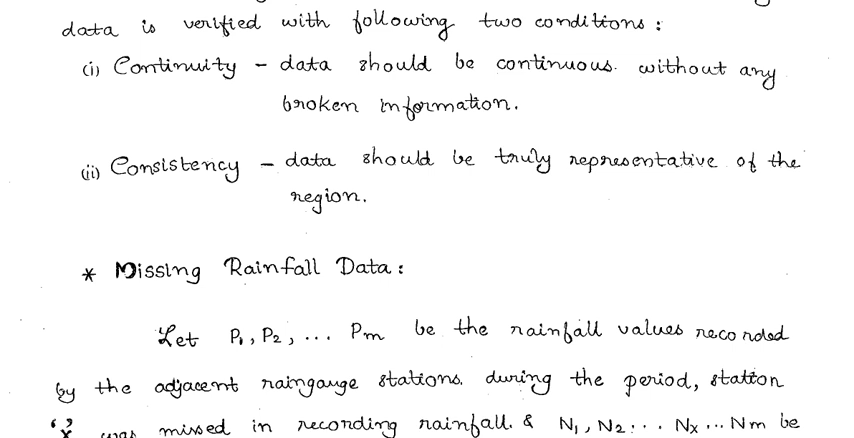 data is verified with following two conditions :
(i) Continuity - data should be continuous. without any
broken information.
(ii) Consistency - data should be truly representative of the
region.
* Missing Rainfall Data :
Let P1, P2, ... Pm be the rainfall values recorded
by the adjacent raingauge stations. during the period, station
'x' was missed in recording rainfall. & N1, N2 ... Nx ... Nm be